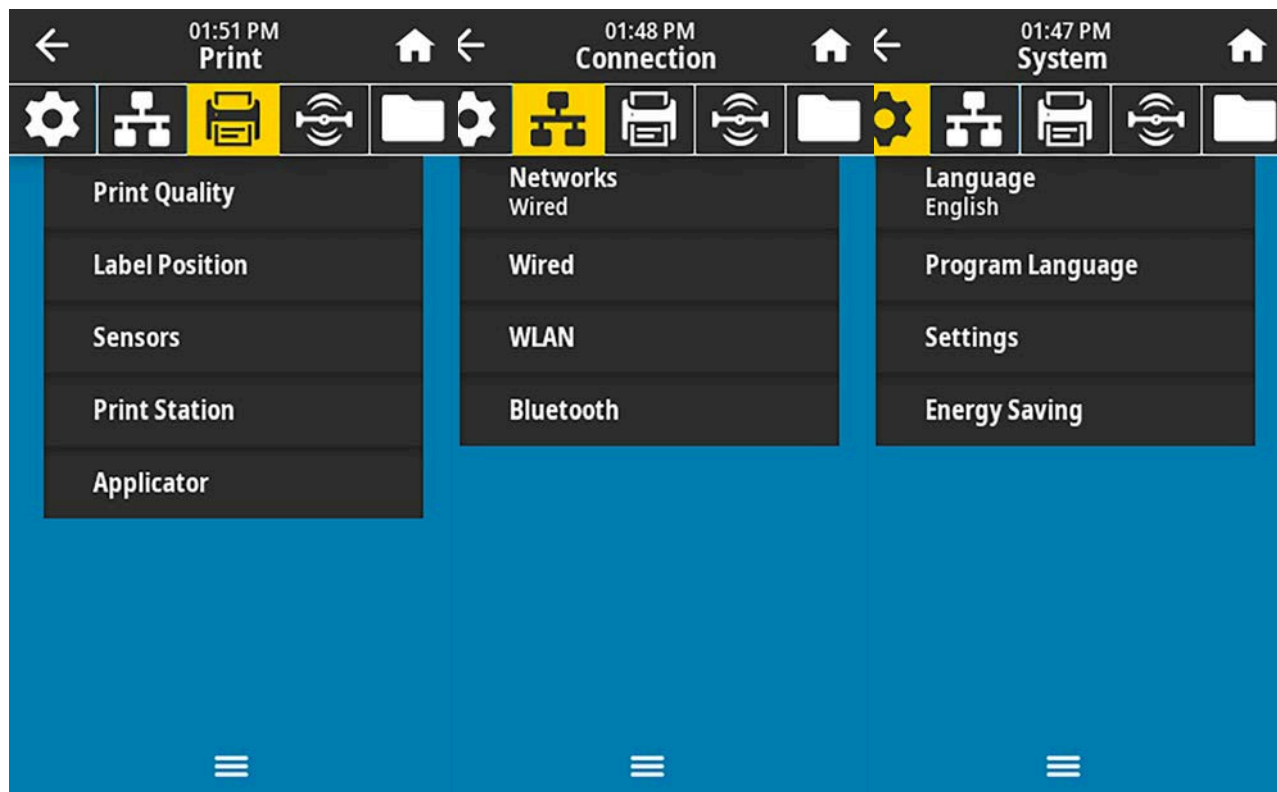 01:51 PM
Print
Print Quality
Label Position
Sensors
Print Station
Applicator
01:48 PM
Connection
Networks
Wired
Wired
WLAN
Bluetooth
01:47 PM
System
Language
English
Program Language
Settings
Energy Saving